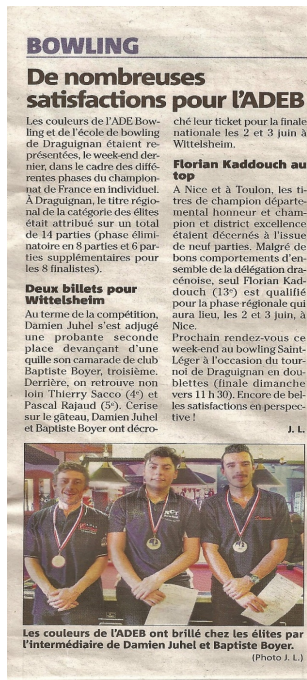 BOWLING
De nombreuses
satisfactions pour l'ADEB
Les couleurs de l'ADE Bow-
ling et de l'école de bowling
de Draguignan étaient re-
présentées, le week-end der-
nier, dans le cadre des diffé-
rentes phases du champion-
nat de France en individuel.
À Draguignan, le titre régio-
nal de la catégorie des élites
était attribué sur un total
de 14 parties (phase élimi-
natoire en 8 parties et 6 par-
ties supplémentaires pour
les 8 finalistes).
Deux billets pour
Wittelsheim
Au terme de la compétition,
Damien Juhel s'est adjugé
une probante seconde
place devançant d'une
quille son camarade de club
Baptiste Boyer, troisième.
Derrière, on retrouve non
loin Thierry Sacco (4e) et
Pascal Rajaud (5e). Cerise
sur le gâteau, Damien Juhel
et Baptiste Boyer ont décro-
ché leur ticket pour la finale
nationale les 2 et 3 juin à
Wittelsheim.
Florian Kaddouch au
top
A Nice et à Toulon, les ti-
tres de champion départe-
mental honneur et cham-
pion et district excellence
étaient décernés à l'issue
de neuf parties. Malgré de
bons comportements d'en-
semble de la délégation dra-
cénoise, seul Florian Kad-
douch (13e) est qualifié
pour la phase régionale qui
aura lieu, les 2 et 3 juin, à
Nice.
Prochain rendez-vous ce
week-end au bowling Saint-
Léger à l'occasion du tour-
noi de Draguignan en dou-
blettes (finale dimanche
vers 11 h 30). Encore de bel-
les satisfactions en perspec-
tive !
J. L.
Les couleurs de l'ADEB ont brillé chez les élites par
l'intermédiaire de Damien Juhel et Baptiste Boyer.
(Photo J. L.)